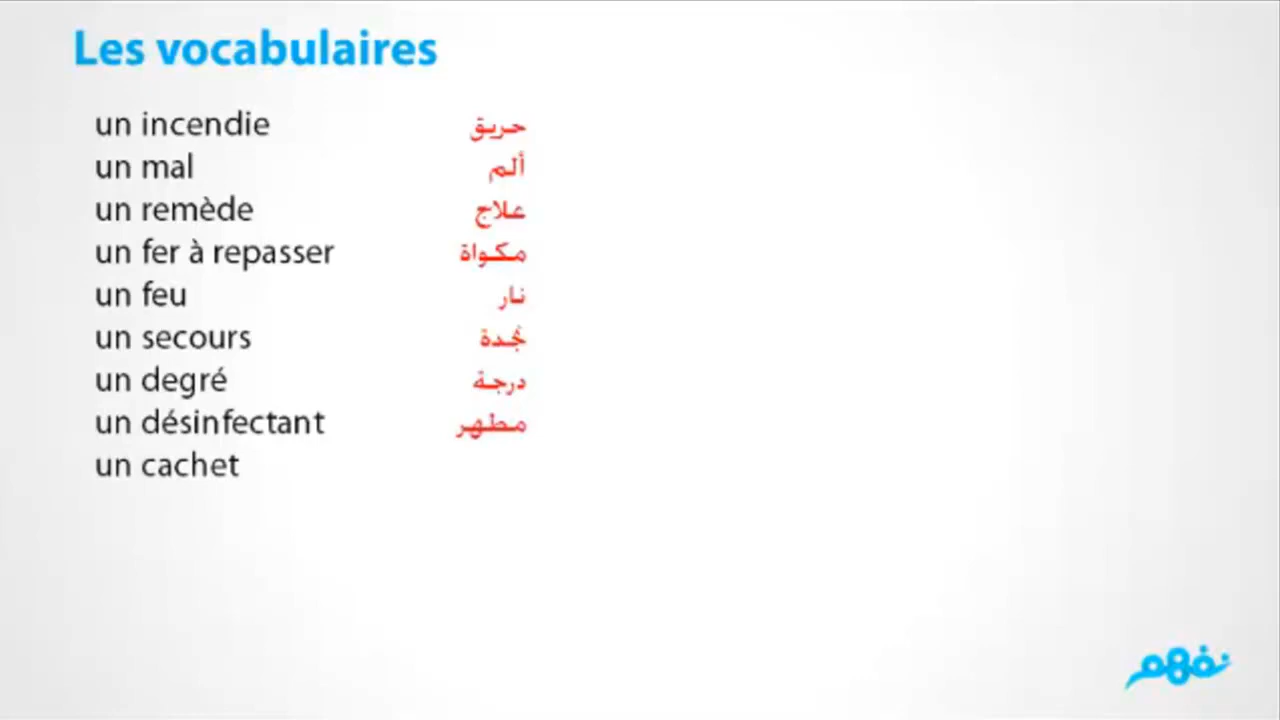 Les vocabulaires
un incendie حريق
un mal ألم
un remède علاج
un fer à repasser مكواة
un feu نار
un secours نجدة
un degré درجة
un désinfectant مطهر
un cachet
نفهم